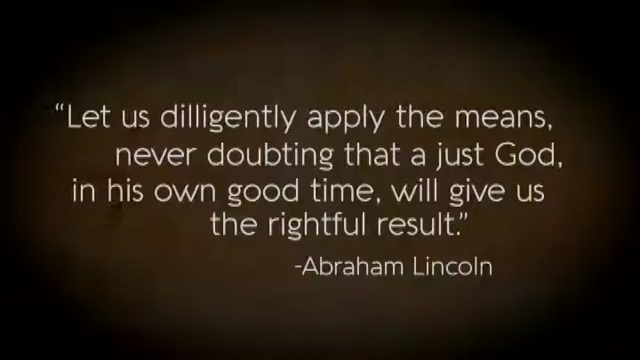 “Let us dilligently apply the means,
never doubting that a just God,
in his own good time, will give us
the rightful result.”
-Abraham Lincoln